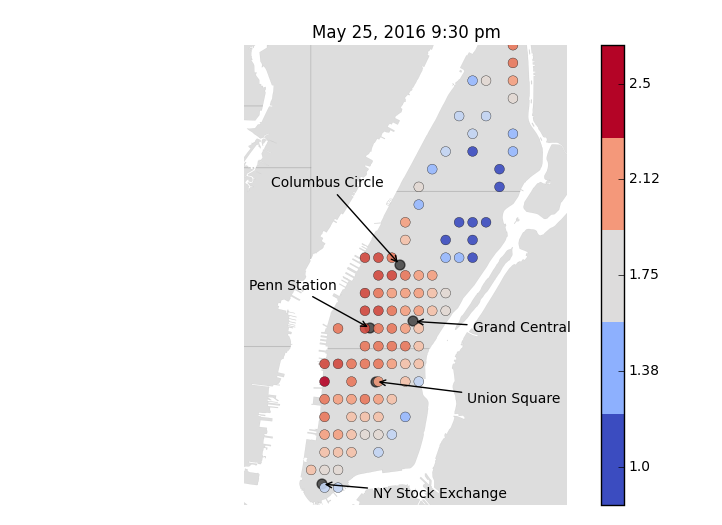 May 25, 2016 9:30 pm
2.5
Columbus Circle
2.12
Penn Station
1.75
Grand Central
1.38
Union Square
1.0
NY Stock Exchange